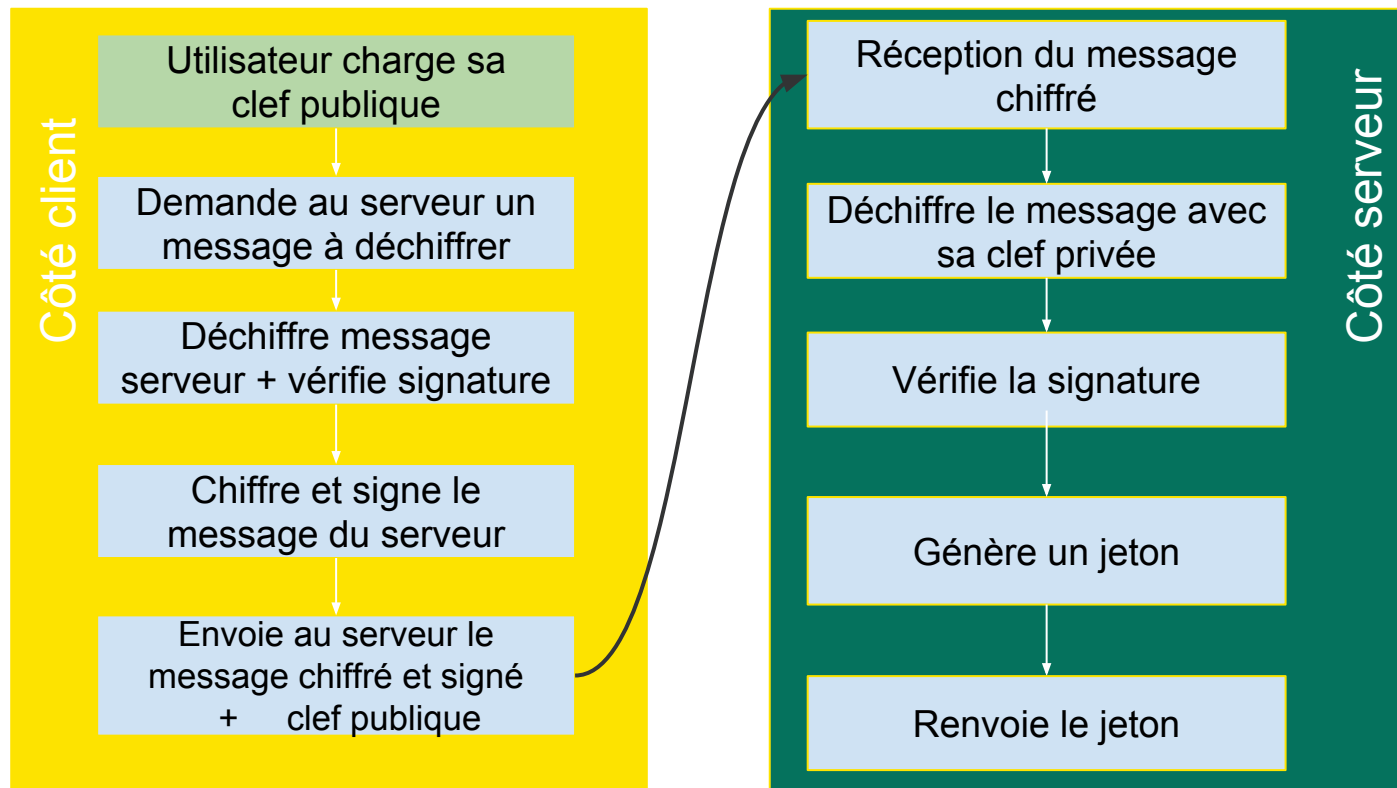 Côté client
Utilisateur charge sa
clef publique
Demande au serveur un
message à déchiffrer
Déchiffre message
serveur + vérifie signature
Chiffre et signe le
message du serveur
Envoie au serveur le
message chiffré et signé
+ clef publique
Côté serveur
Réception du message
chiffré
Déchiffre le message avec
sa clef privée
Vérifie la signature
Génère un jeton
Renvoie le jeton